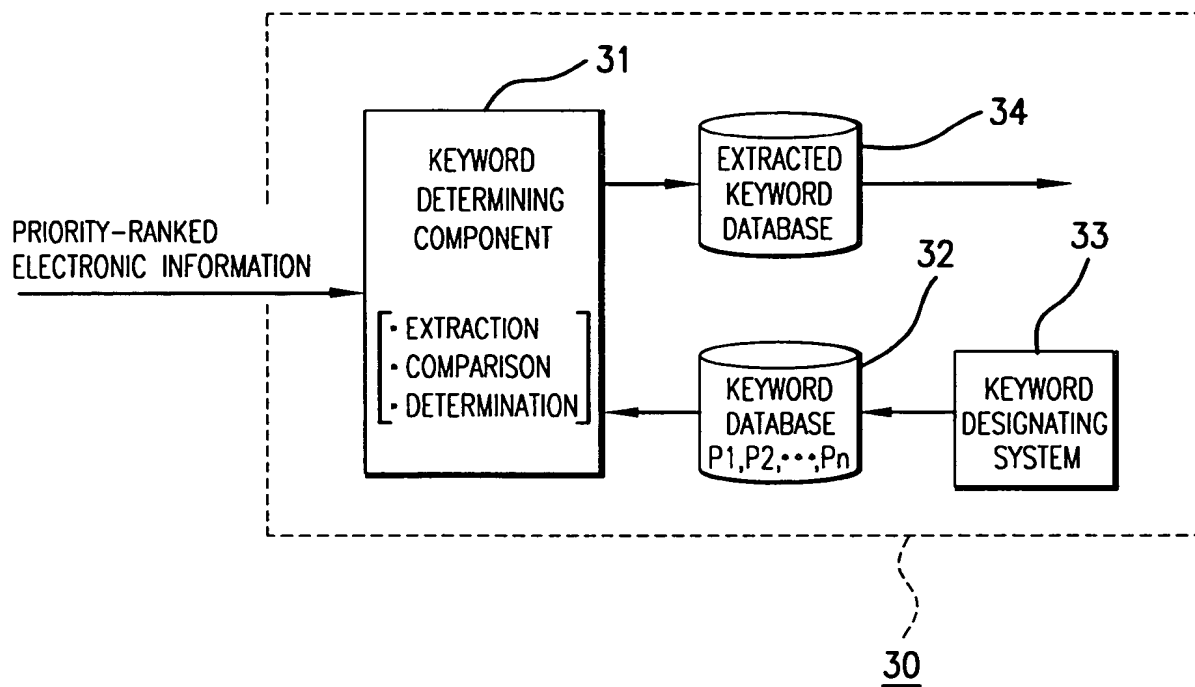 31
KEYWORD
DETERMINING
COMPONENT
34
EXTRACTED
KEYWORD
DATABASE
PRIORITY-RANKED
ELECTRONIC INFORMATION
33
32
· EXTRACTION
· COMPARISON
· DETERMINATION
KEYWORD
DATABASE
P1,P2,···,Pn
KEYWORD
DESIGNATING
SYSTEM
30